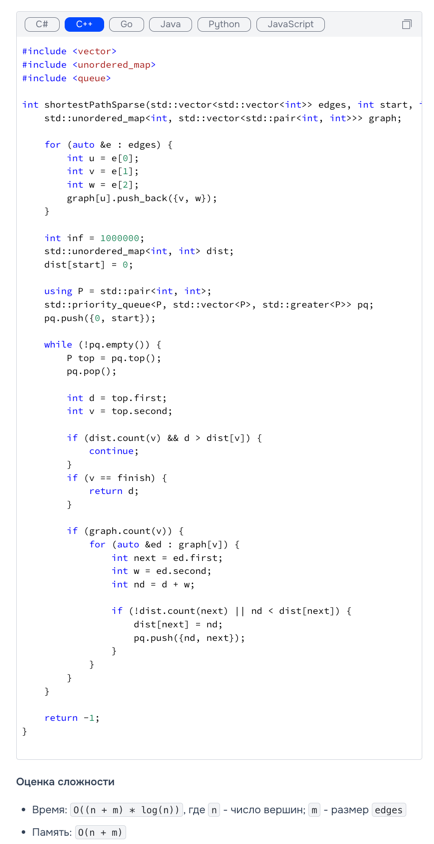 C# C++ Go Java Python JavaScript
#include <vector>
#include <unordered_map>
#include <queue>
int shortestPathSparse(std::vector<std::vector<int>> edges, int start,
    std::unordered_map<int, std::vector<std::pair<int, int>>> graph;
    for (auto &e : edges) {
        int u = e[0];
        int v = e[1];
        int w = e[2];
        graph[u].push_back({v, w});
    }
    int inf = 1000000;
    std::unordered_map<int, int> dist;
    dist[start] = 0;
    using P = std::pair<int, int>;
    std::priority_queue<P, std::vector<P>, std::greater<P>> pq;
    pq.push({0, start});
    while (!pq.empty()) {
        P top = pq.top();
        pq.pop();
        int d = top.first;
        int v = top.second;
        if (dist.count(v) && d > dist[v]) {
            continue;
        }
        if (v == finish) {
            return d;
        }
        if (graph.count(v)) {
            for (auto &ed : graph[v]) {
                int next = ed.first;
                int w = ed.second;
                int nd = d + w;
                if (!dist.count(next) || nd < dist[next]) {
                    dist[next] = nd;
                    pq.push({nd, next});
                }
            }
        }
    }
    return -1;
}
Оценка сложности
• Время: O((n + m) * log(n)), где n - число вершин; m - размер edges
• Память: O(n + m)